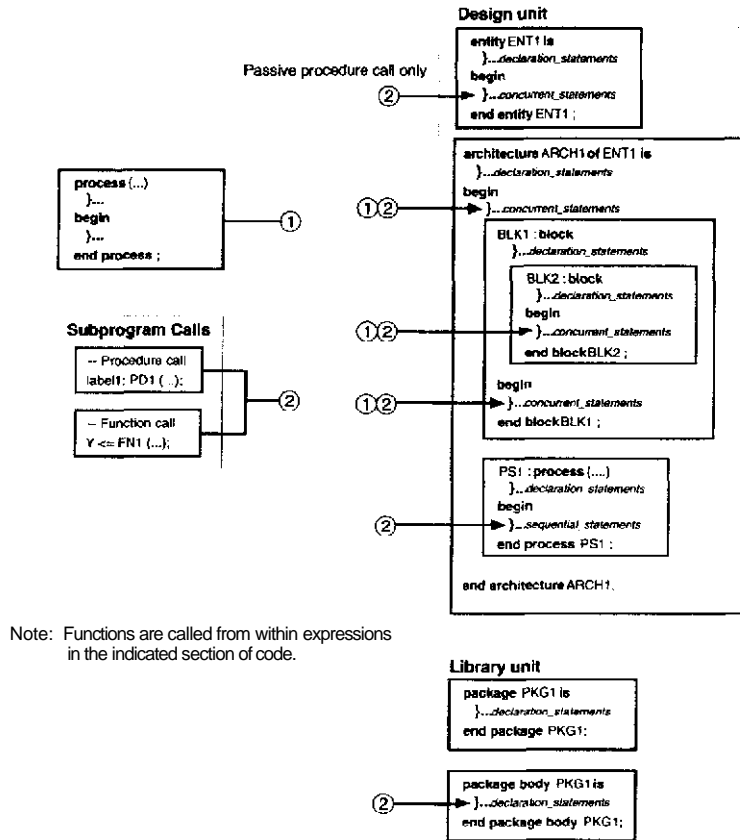 Design unit
entity ENT1 is
}...declaration_statements
begin
}...concurrent_statements
end entity ENT1 ;
Passive procedure call only
②
architecture ARCH1 of ENT1 is
}...declaration_statements
begin
①② }...concurrent_statements
process (...)
}...
begin
}...
end process ;
①
BLK1 : block
}...declaration_statements
BLK2 : block
}...declaration_statements
begin
①② }...concurrent_statements
end blockBLK2 ;
begin
①② }...concurrent_statements
end blockBLK1 ;
Subprogram Calls
-- Procedure call
label1: PD1 (...);
-- Function call
Y <= FN1 (...);
②
PS1 : process (....)
}...declaration statements
begin
② }...sequential_statements
end process PS1 ;
end architecture ARCH1.
Note: Functions are called from within expressions
in the indicated section of code.
Library unit
package PKG1 is
}...declaration_statements
end package PKG1;
package body PKG1 is
② }...declaration_statements
end package body PKG1;